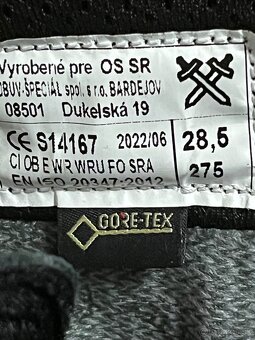 Vyrobené pre OS SR
OBUV-ŠPECIÁL spol. s r.o. BARDEJOV
08501 Dukelská 19
CE S14167 2022/06 28,5
CI OB E WR WRU FO SRA 275
EN ISO 20347:2012
GORE-TEX